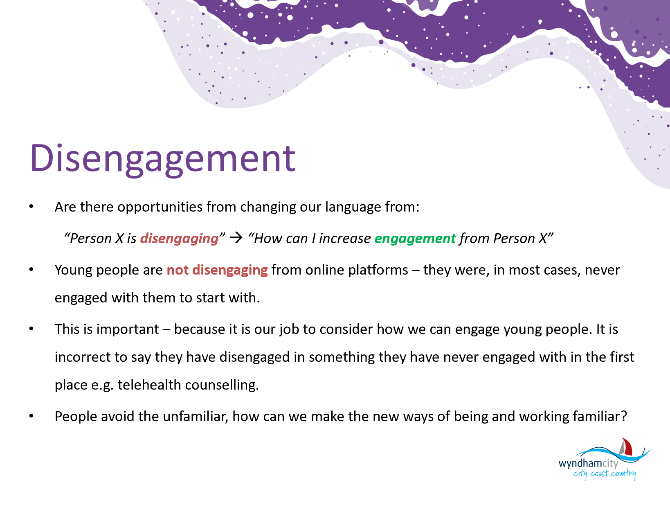 Disengagement
• Are there opportunities from changing our language from:
“Person X is disengaging” → “How can I increase engagement from Person X”
• Young people are not disengaging from online platforms – they were, in most cases, never
engaged with them to start with.
• This is important – because it is our job to consider how we can engage young people. It is
incorrect to say they have disengaged in something they have never engaged with in the first
place e.g. telehealth counselling.
• People avoid the unfamiliar, how can we make the new ways of being and working familiar?
wyndhamcity
city. coast. country